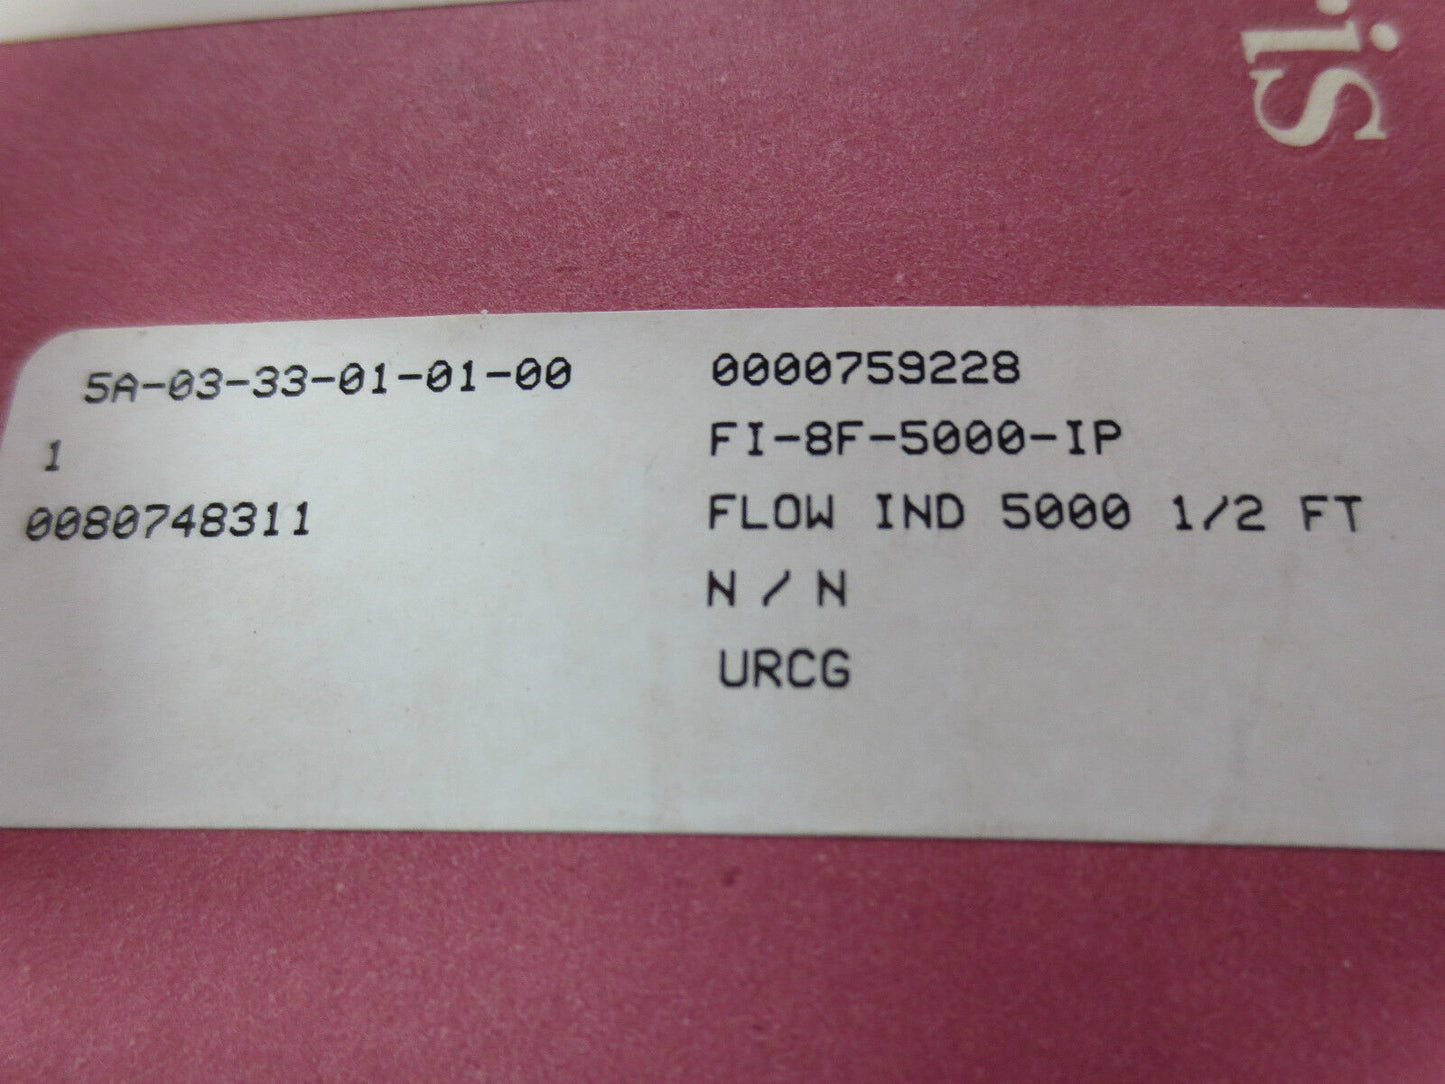 5A-03-33-01-01-00 0000759228
1 FI-8F-5000-IP
0080748311 FLOW IND 5000 1/2 FT
N / N
URCG